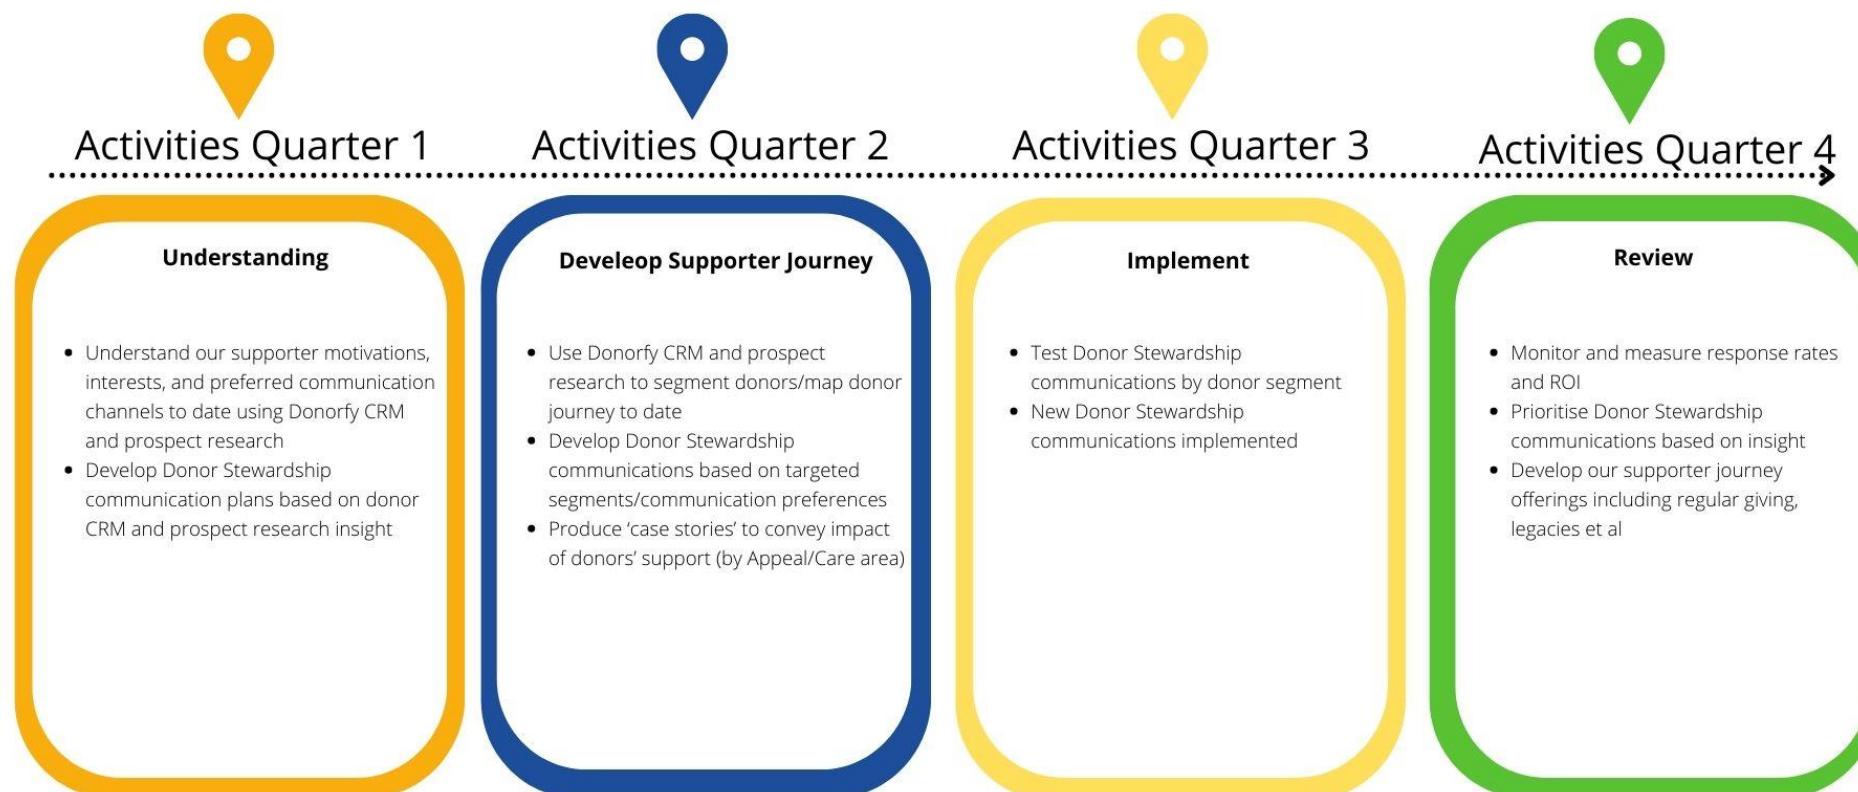 Activities Quarter 1
Activities Quarter 2
Activities Quarter 3
Activities Quarter 4
Understanding
• Understand our supporter motivations,
interests, and preferred communication
channels to date using Donorfy CRM
and prospect research
• Develop Donor Stewardship
communication plans based on donor
CRM and prospect research insight
Develeop Supporter Journey
• Use Donorfy CRM and prospect
research to segment donors/map donor
journey to date
• Develop Donor Stewardship
communications based on targeted
segments/communication preferences
• Produce ‘case stories’ to convey impact
of donors’ support (by Appeal/Care area)
Implement
• Test Donor Stewardship
communications by donor segment
• New Donor Stewardship
communications implemented
Review
• Monitor and measure response rates
and ROI
• Prioritise Donor Stewardship
communications based on insight
• Develop our supporter journey
offerings including regular giving,
legacies et al